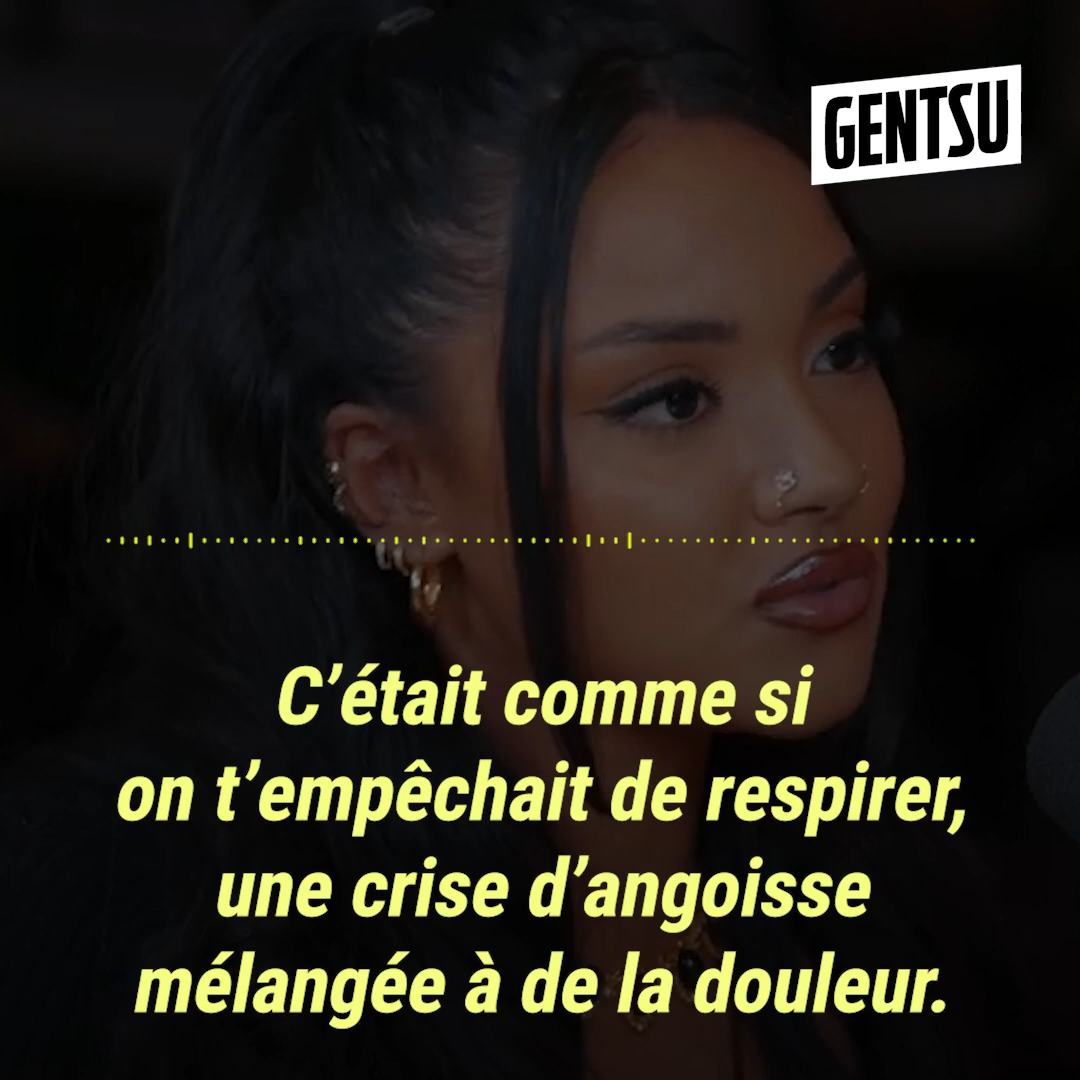 GENTSU
C’était comme si
on t’empêchait de respirer,
une crise d’angoisse
mélangée à de la douleur.